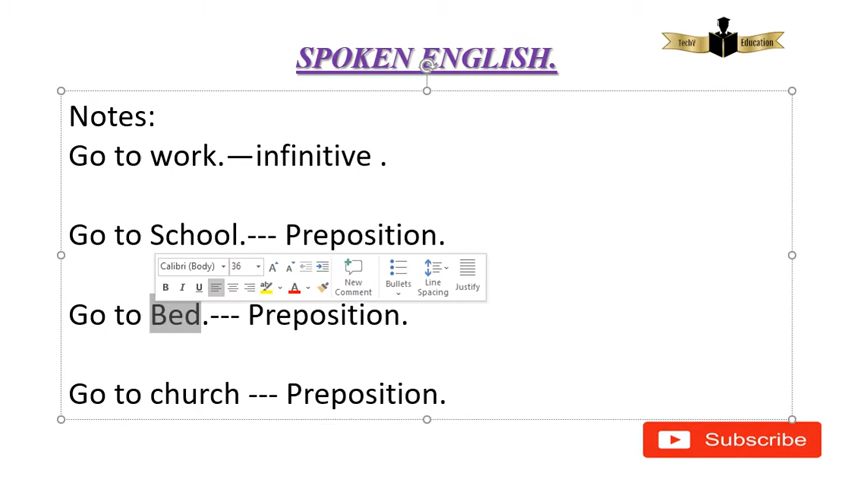 SPOKEN ENGLISH.
TechY Education
Notes:
Go to work.—infinitive .
Go to School.--- Preposition.
Calibri (Body) 36
B I U
New Comment
Bullets
Line Spacing
Justify
Go to Bed.--- Preposition.
Go to church --- Preposition.
Subscribe